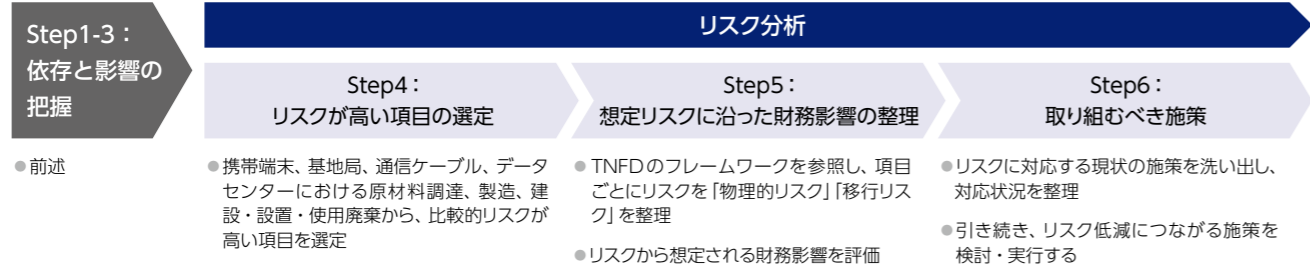 Step1-3：
依存と影響の
把握
リスク分析
Step4：
リスクが高い項目の選定
Step5：
想定リスクに沿った財務影響の整理
Step6：
取り組むべき施策
●前述
●携帯端末、基地局、通信ケーブル、データ
センターにおける原材料調達、製造、建
設・設置・使用廃棄から、比較的リスクが
高い項目を選定
●TNFDのフレームワークを参照し、項目
ごとにリスクを「物理的リスク」「移行リス
ク」を整理
●リスクから想定される財務影響を評価
●リスクに対応する現状の施策を洗い出し、
対応状況を整理
●引き続き、リスク低減につながる施策を
検討・実行する